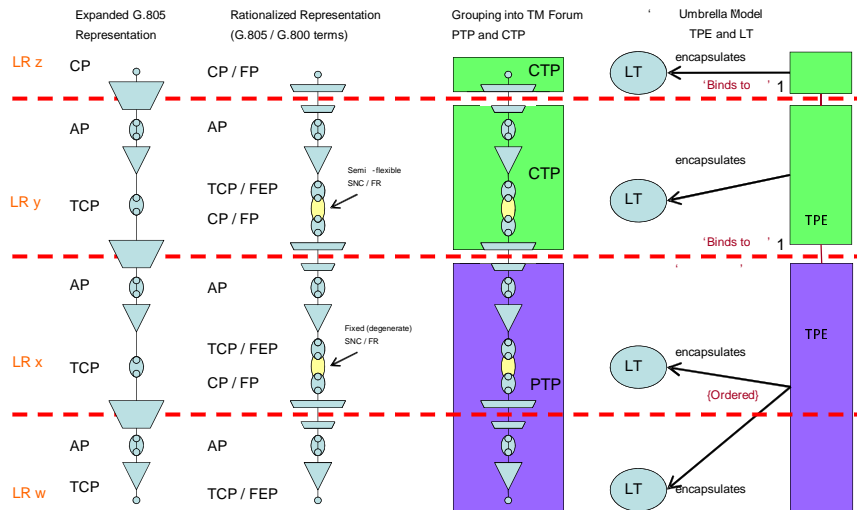 Expanded G.805
Representation
Rationalized Representation
(G.805 / G.800 terms)
Grouping into TM Forum
PTP and CTP
‘ Umbrella Model
TPE and LT
LR z
CP
CP / FP
CTP
LT
encapsulates
‘Binds to ’ 1
AP
AP
CTP
encapsulates
Semi -flexible
SNC / FR
LR y
TCP
TCP / FEP
CP / FP
LT
TPE
‘Binds to ’ 1
‘ ’
AP
AP
TPE
Fixed (degenerate)
SNC / FR
LR x
TCP
TCP / FEP
CP / FP
PTP
LT
encapsulates
{Ordered}
AP
AP
LR w
TCP
TCP / FEP
LT
encapsulates